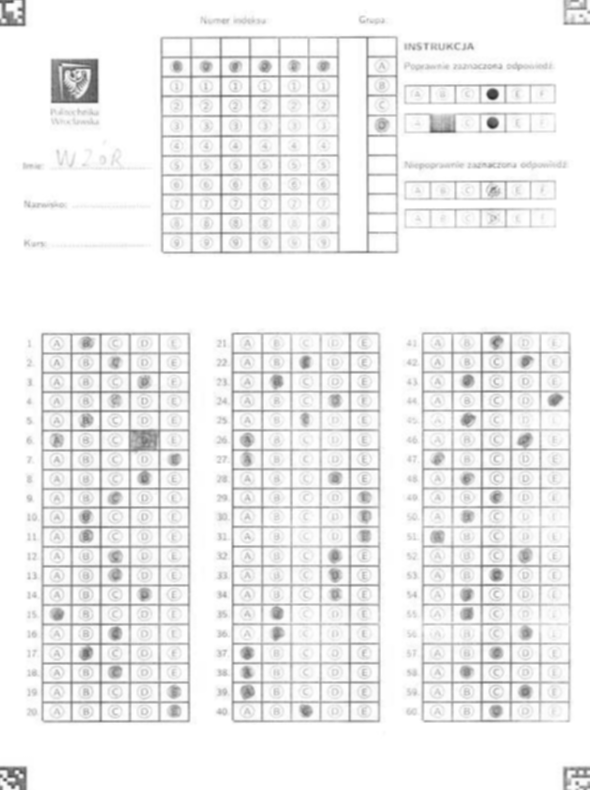 Numer indeksu:
Grupa:
INSTRUKCJA
Poprawnie zaznaczona odpowiedź:
A B C E F
A C E F
Politechnika
Wrocławska
Imię: WZÓR
Niepoprawnie zaznaczona odpowiedź:
A B C E F
A B C E F
Nazwisko:
Kurs:
0 0 0 0 0 0 A
1 1 1 1 1 1 B
2 2 2 2 2 2 C
3 3 3 3 3 3 D
4 4 4 4 4 4
5 5 5 5 5 5
6 6 6 6 6 6
7 7 7 7 7 7
8 8 8 8 8 8
9 9 9 9 9 9
1. A B C D E 21. A B C D E 41. A B C D E
2. A B C D E 22. A B C D E 42. A B C D E
3. A B C D E 23. A B C D E 43. A B C D E
4. A B C D E 24. A B C D E 44. A B C D E
5. A B C D E 25. A B C D E 45. A B C D E
6. A B C D E 26. A B C D E 46. A B C D E
7. A B C D E 27. A B C D E 47. A B C D E
8. A B C D E 28. A B C D E 48. A B C D E
9. A B C D E 29. A B C D E 49. A B C D E
10. A B C D E 30. A B C D E 50. A B C D E
11. A B C D E 31. A B C D E 51. A B C D E
12. A B C D E 32. A B C D E 52. A B C D E
13. A B C D E 33. A B C D E 53. A B C D E
14. A B C D E 34. A B C D E 54. A B C D E
15. A B C D E 35. A B C D E 55. A B C D E
16. A B C D E 36. A B C D E 56. A B C D E
17. A B C D E 37. A B C D E 57. A B C D E
18. A B C D E 38. A B C D E 58. A B C D E
19. A B C D E 39. A B C D E 59. A B C D E
20. A B C D E 40. A B C D E 60. A B C D E